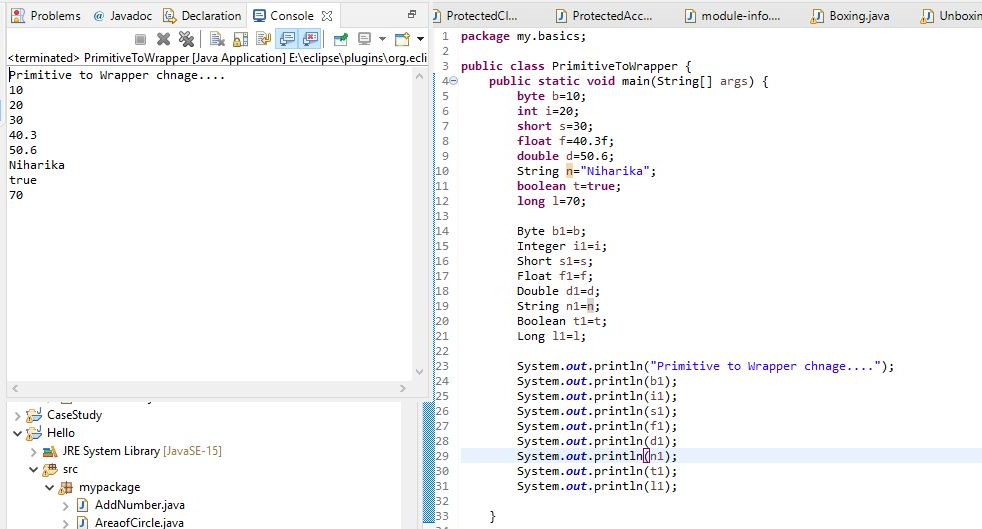 Problems @ Javadoc Declaration Console
<terminated> PrimitiveToWrapper [Java Application] E:\eclipse\plugins\org.ecli
Primitive to Wrapper chnage....
10
20
30
40.3
50.6
Niharika
true
70
CaseStudy
Hello
JRE System Library [JavaSE-15]
src
mypackage
AddNumber.java
AreaofCircle.java
ProtectedCl... ProtectedAcc... module-info.... Boxing.java Unboxin
1 package my.basics;
2
3 public class PrimitiveToWrapper {
4 public static void main(String[] args) {
5 byte b=10;
6 int i=20;
7 short s=30;
8 float f=40.3f;
9 double d=50.6;
10 String n="Niharika";
11 boolean t=true;
12 long l=70;
13
14 Byte b1=b;
15 Integer i1=i;
16 Short s1=s;
17 Float f1=f;
18 Double d1=d;
19 String n1=n;
20 Boolean t1=t;
21 Long l1=l;
22
23 System.out.println("Primitive to Wrapper chnage....");
24 System.out.println(b1);
25 System.out.println(i1);
26 System.out.println(s1);
27 System.out.println(f1);
28 System.out.println(d1);
29 System.out.println(n1);
30 System.out.println(t1);
31 System.out.println(l1);
32
33 }